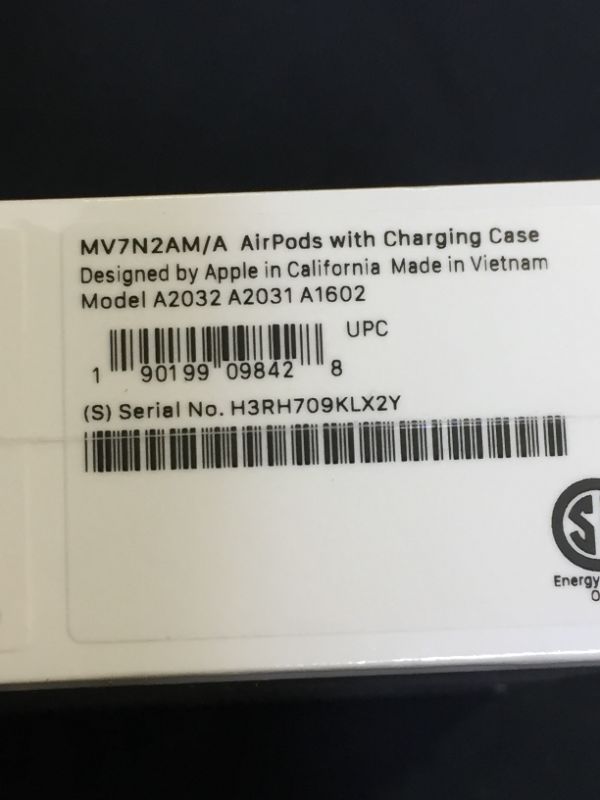 MV7N2AM/A AirPods with Charging Case
Designed by Apple in California Made in Vietnam
Model A2032 A2031 A1602
UPC
1 90199 09842 8
(S) Serial No. H3RH709KLX2Y
Energy